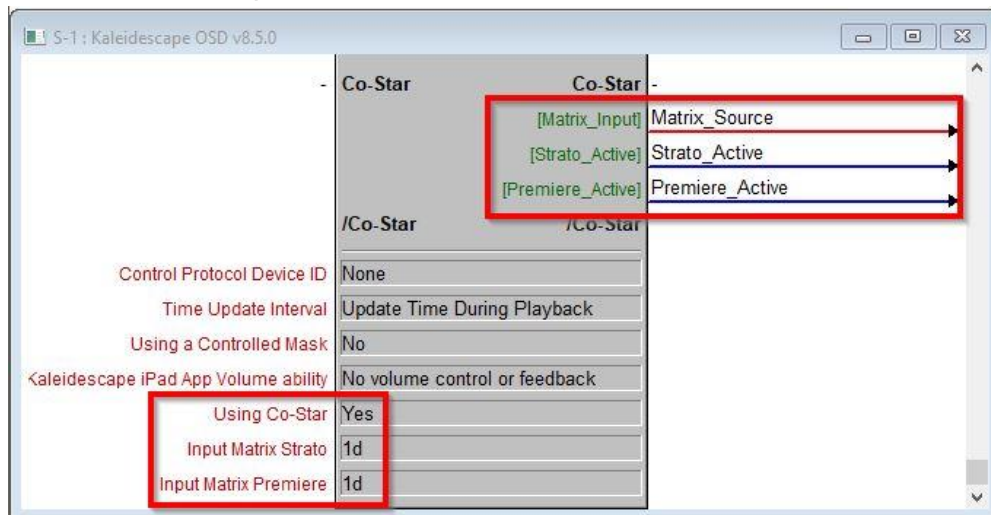 S-1 : Kaleidescape OSD v8.5.0
- Co-Star Co-Star -
[Matrix_Input] Matrix_Source
[Strato_Active] Strato_Active
[Premiere_Active] Premiere_Active
/Co-Star /Co-Star
Control Protocol Device ID None
Time Update Interval Update Time During Playback
Using a Controlled Mask No
Kaleidescape iPad App Volume ability No volume control or feedback
Using Co-Star Yes
Input Matrix Strato 1d
Input Matrix Premiere 1d